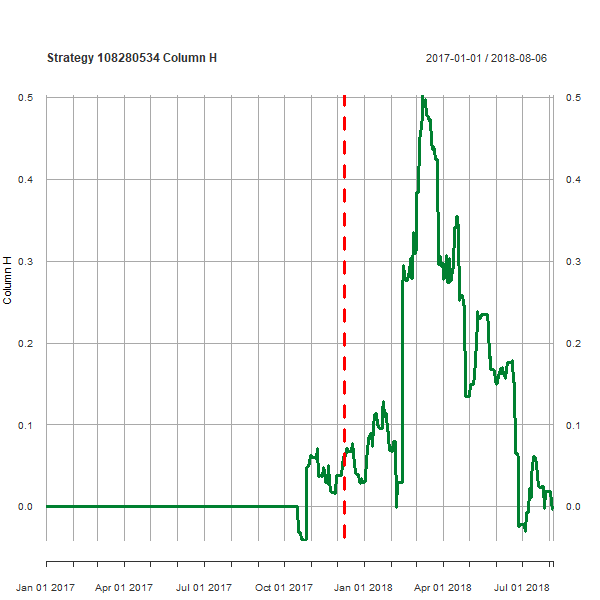 Strategy 108280534 Column H
2017-01-01 / 2018-08-06
0.5
0.4
0.3
0.2
0.1
0.0
Column H
0.5
0.4
0.3
0.2
0.1
0.0
Jan 01 2017
Apr 01 2017
Jul 01 2017
Oct 01 2017
Jan 01 2018
Apr 01 2018
Jul 01 2018